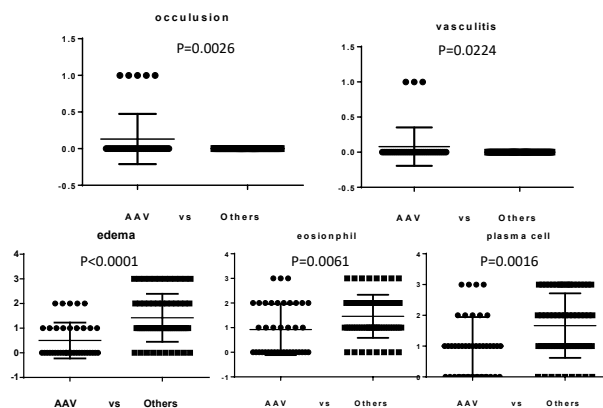 occulusion
P=0.0026
1.5
1.0
0.5
0.0
-0.5
AAV vs Others
vasculitis
P=0.0224
1.5
1.0
0.5
0.0
-0.5
AAV vs Others
edema
P<0.0001
4
3
2
1
0
-1
AAV vs Others
eosionphil
P=0.0061
4
3
2
1
0
-1
AAV vs Others
plasma cell
P=0.0016
4
3
2
1
0
AAV vs Others